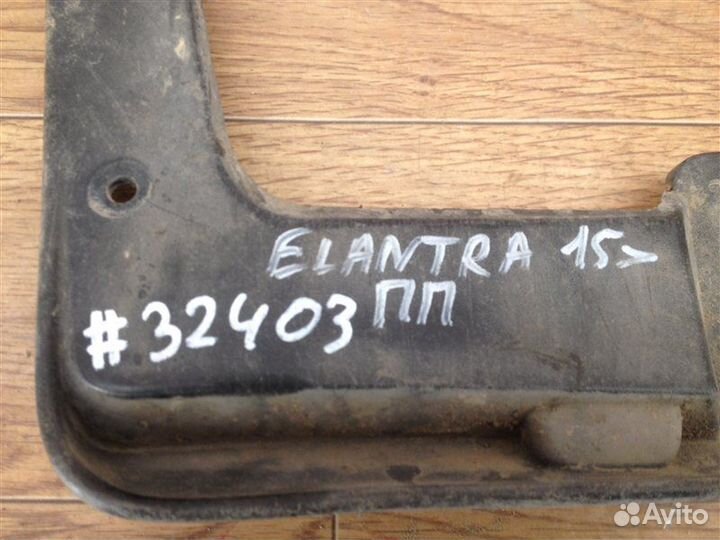 ELANTRA 15>
#32403 ПП
Avito